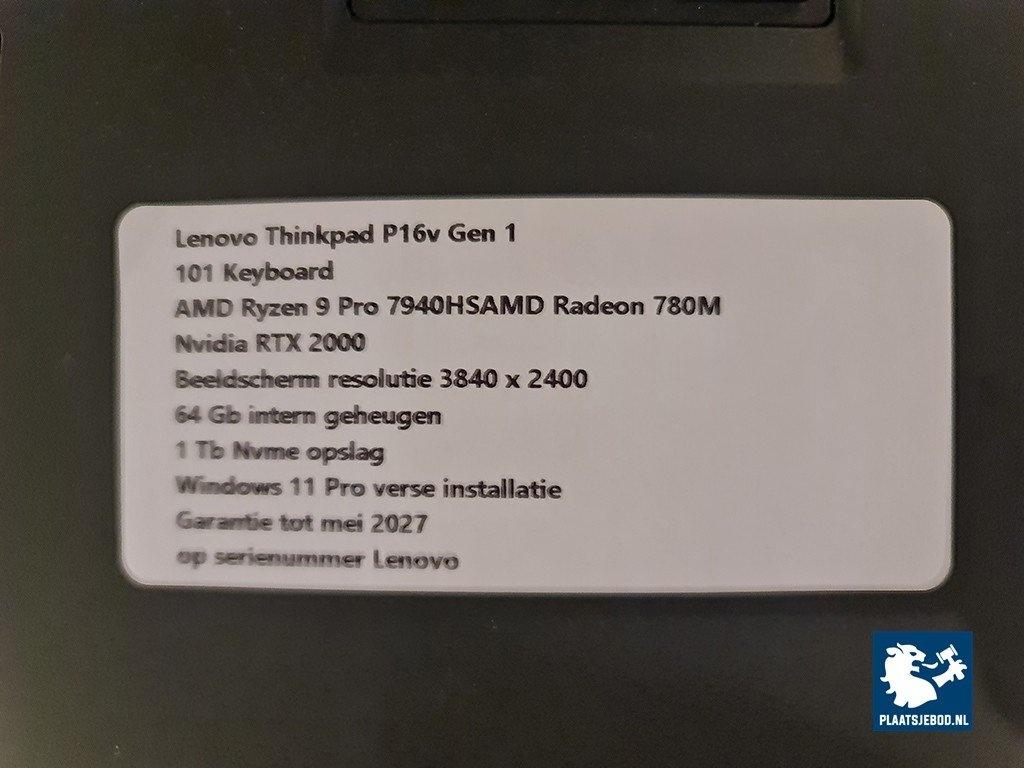 Lenovo Thinkpad P16v Gen 1
101 Keyboard
AMD Ryzen 9 Pro 7940HSAMD Radeon 780M
Nvidia RTX 2000
Beeldscherm resolutie 3840 x 2400
64 Gb intern geheugen
1 Tb Nvme opslag
Windows 11 Pro verse installatie
Garantie tot mei 2027
op serienummer Lenovo
PLAATSJEBOD.NL